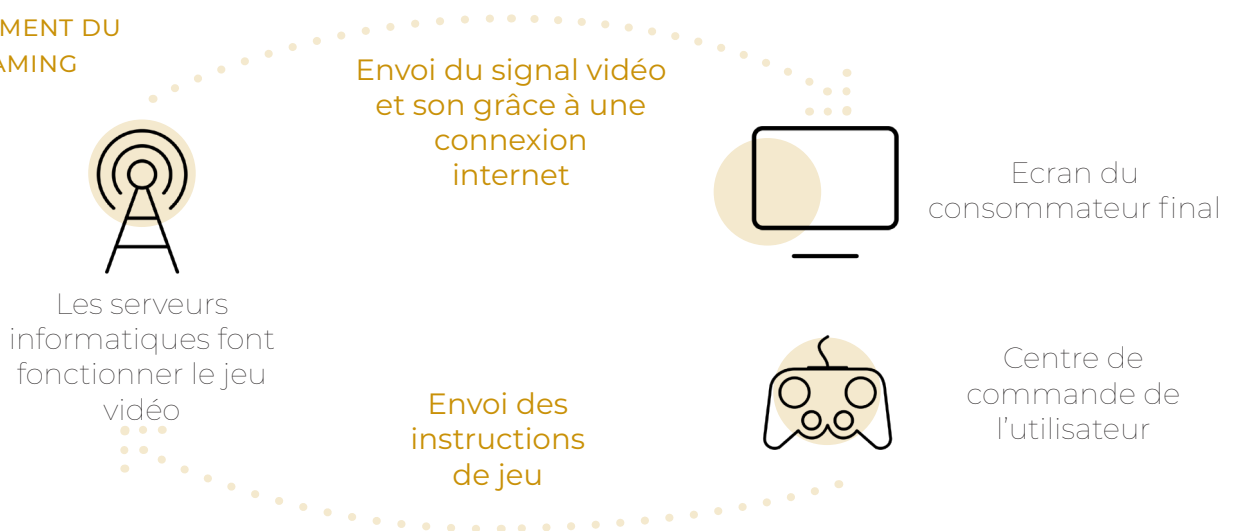 MENT DU
AMING
Envoi du signal vidéo
et son grâce à une
connexion
internet
Ecran du
consommateur final
Les serveurs
informatiques font
fonctionner le jeu
vidéo
Centre de
commande de
l'utilisateur
Envoi des
instructions
de jeu